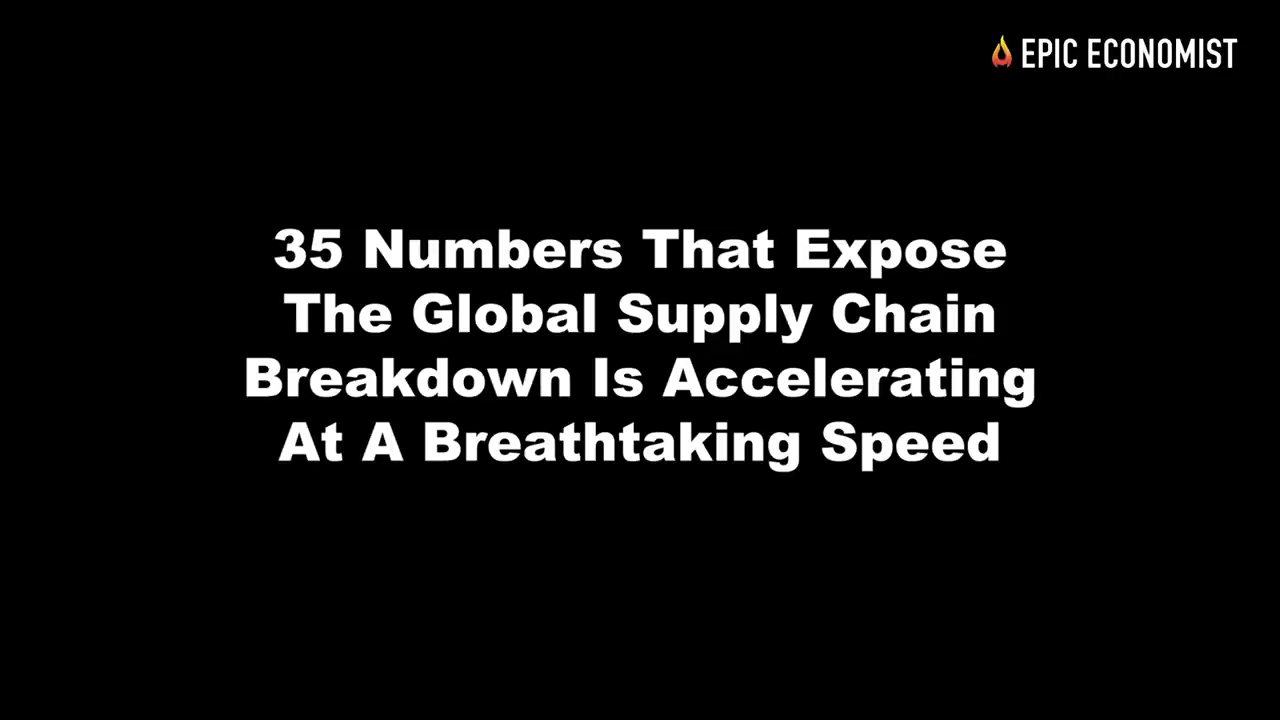 EPIC ECONOMIST
35 Numbers That Expose
The Global Supply Chain
Breakdown Is Accelerating
At A Breathtaking Speed